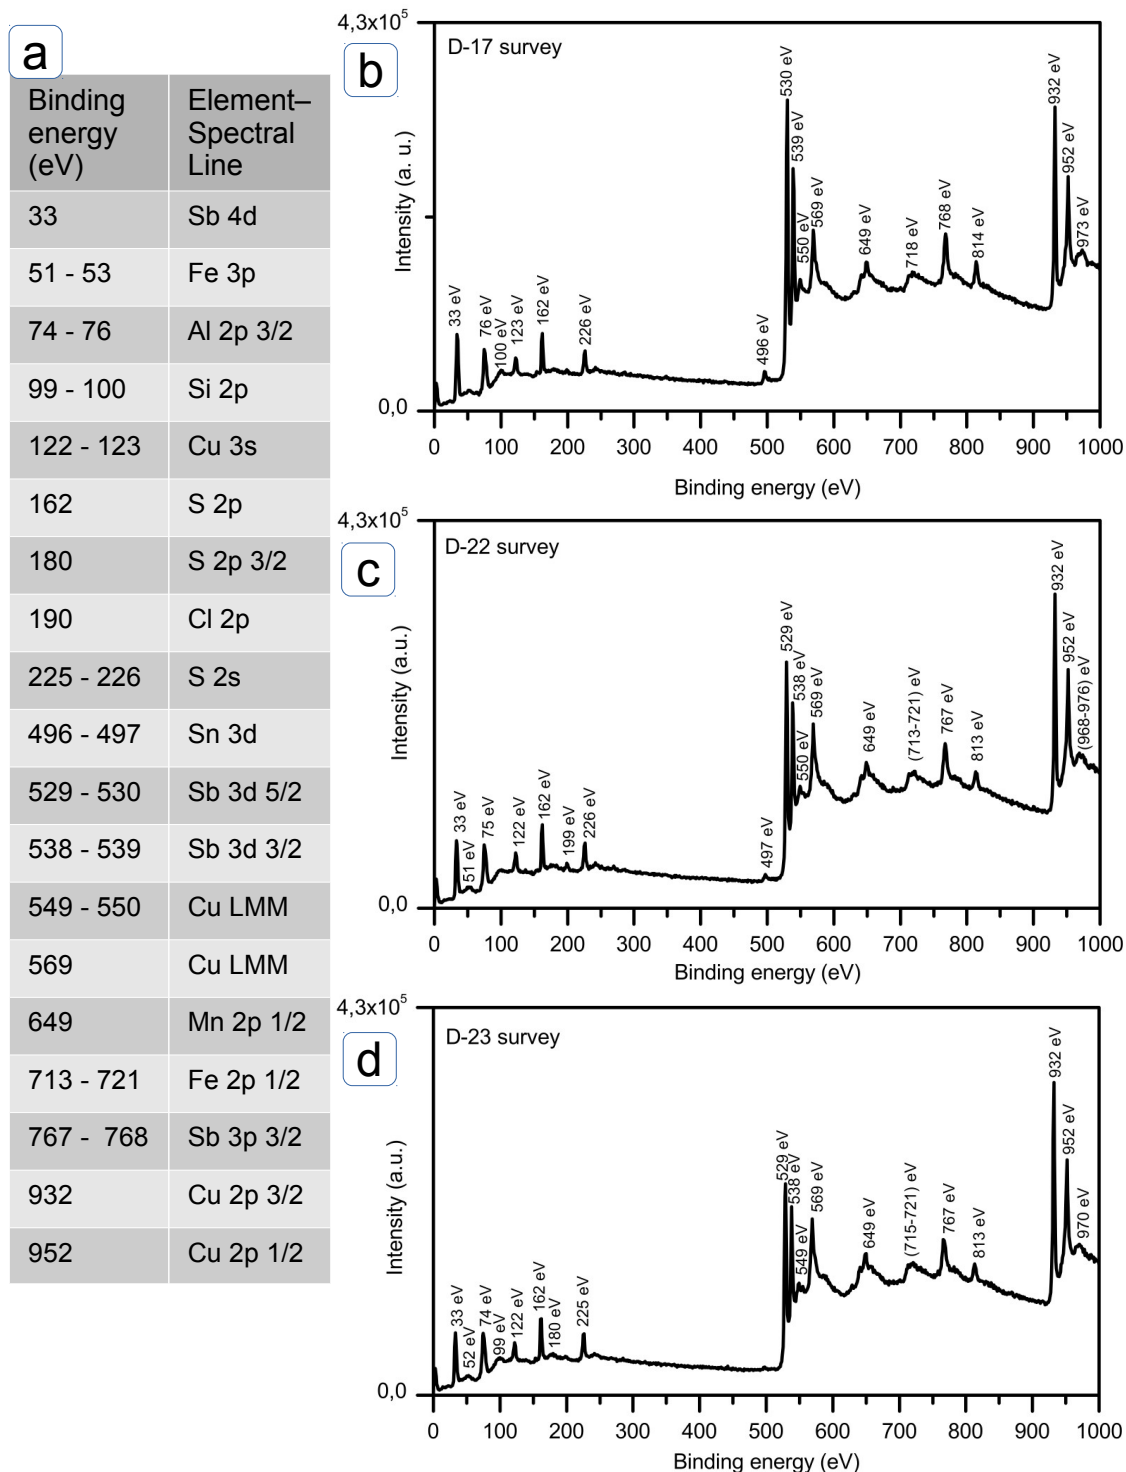 a
Binding energy (eV) Element–Spectral Line
33 Sb 4d
51 - 53 Fe 3p
74 - 76 Al 2p 3/2
99 - 100 Si 2p
122 - 123 Cu 3s
162 S 2p
180 S 2p 3/2
190 Cl 2p
225 - 226 S 2s
496 - 497 Sn 3d
529 - 530 Sb 3d 5/2
538 - 539 Sb 3d 3/2
549 - 550 Cu LMM
569 Cu LMM
649 Mn 2p 1/2
713 - 721 Fe 2p 1/2
767 - 768 Sb 3p 3/2
932 Cu 2p 3/2
952 Cu 2p 1/2
b
D-17 survey
4,3x10⁵
0,0
Intensity (a. u.)
33 eV
76 eV
100 eV
123 eV
162 eV
226 eV
496 eV
530 eV
539 eV
550 eV
569 eV
649 eV
718 eV
768 eV
814 eV
932 eV
952 eV
973 eV
0 100 200 300 400 500 600 700 800 900 1000
Binding energy (eV)
c
D-22 survey
4,3x10⁵
0,0
Intensity (a.u.)
33 eV
51 eV
75 eV
122 eV
162 eV
199 eV
226 eV
497 eV
529 eV
538 eV
550 eV
569 eV
649 eV
(713-721) eV
767 eV
813 eV
932 eV
952 eV
(968-976) eV
0 100 200 300 400 500 600 700 800 900 1000
Binding energy (eV)
d
D-23 survey
4,3x10⁵
0,0
Intensity (a.u.)
33 eV
52 eV
74 eV
99 eV
122 eV
162 eV
180 eV
225 eV
529 eV
538 eV
549 eV
569 eV
649 eV
(715-721) eV
767 eV
813 eV
932 eV
952 eV
970 eV
0 100 200 300 400 500 600 700 800 900 1000
Binding energy (eV)